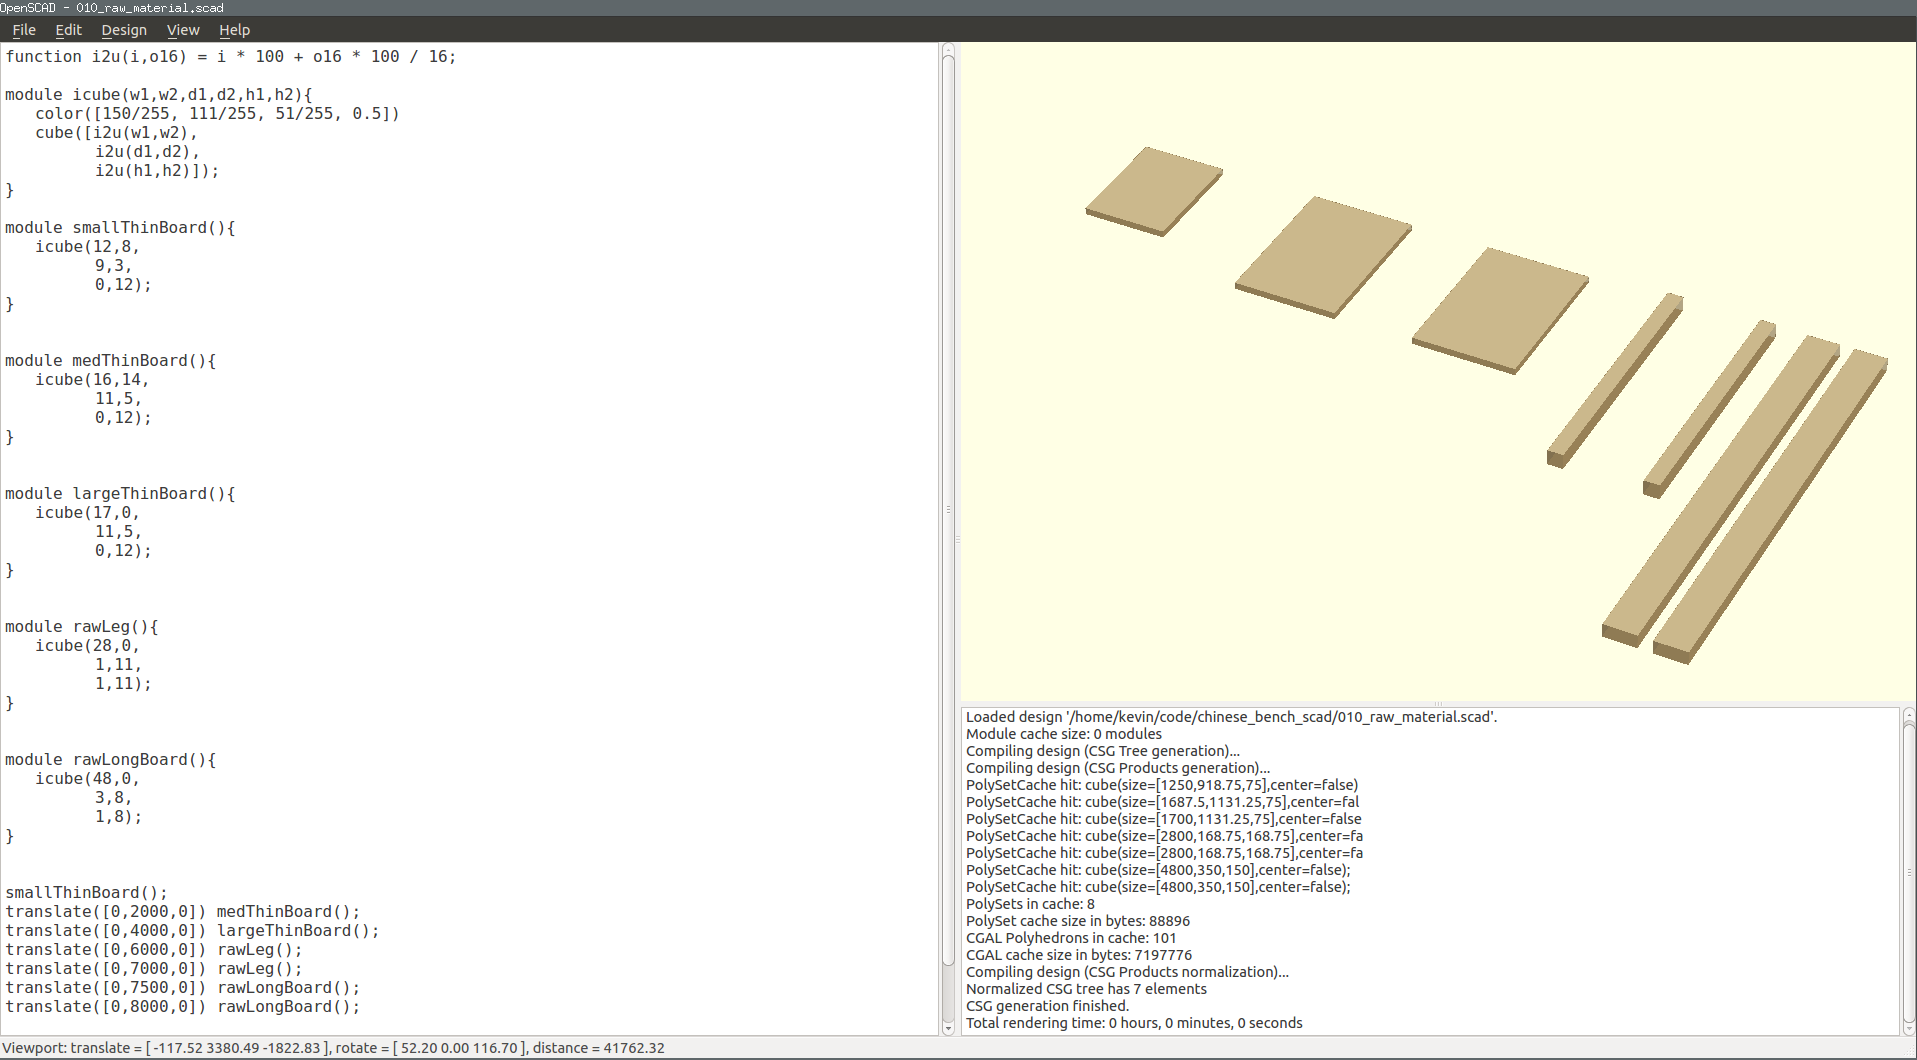 OpenSCAD - 010_raw_material.scad
File Edit Design View Help
function i2u(i,o16) = i * 100 + o16 * 100 / 16;
module icube(w1,w2,d1,d2,h1,h2){
color([150/255, 111/255, 51/255, 0.5])
cube([i2u(w1,w2),
i2u(d1,d2),
i2u(h1,h2)]);
}
module smallThinBoard(){
icube(12,8,
9,3,
0,12);
}
module medThinBoard(){
icube(16,14,
11,5,
0,12);
}
module largeThinBoard(){
icube(17,0,
11,5,
0,12);
}
module rawLeg(){
icube(28,0,
1,11,
1,11);
}
module rawLongBoard(){
icube(48,0,
3,8,
1,8);
}
smallThinBoard();
translate([0,2000,0]) medThinBoard();
translate([0,4000,0]) largeThinBoard();
translate([0,6000,0]) rawLeg();
translate([0,7000,0]) rawLeg();
translate([0,7500,0]) rawLongBoard();
translate([0,8000,0]) rawLongBoard();
Loaded design '/home/kevin/code/chinese_bench_scad/010_raw_material.scad'.
Module cache size: 0 modules
Compiling design (CSG Tree generation)...
Compiling design (CSG Products generation)...
PolySetCache hit: cube(size=[1250,918.75,75],center=false)
PolySetCache hit: cube(size=[1687.5,1131.25,75],center=fal
PolySetCache hit: cube(size=[1700,1131.25,75],center=false
PolySetCache hit: cube(size=[2800,168.75,168.75],center=fa
PolySetCache hit: cube(size=[2800,168.75,168.75],center=fa
PolySetCache hit: cube(size=[4800,350,150],center=false);
PolySetCache hit: cube(size=[4800,350,150],center=false);
PolySets in cache: 8
PolySet cache size in bytes: 88896
CGAL Polyhedrons in cache: 101
CGAL cache size in bytes: 7197776
Compiling design (CSG Products normalization)...
Normalized CSG tree has 7 elements
CSG generation finished.
Total rendering time: 0 hours, 0 minutes, 0 seconds
Viewport: translate = [ -117.52 3380.49 -1822.83 ], rotate = [ 52.20 0.00 116.70 ], distance = 41762.32